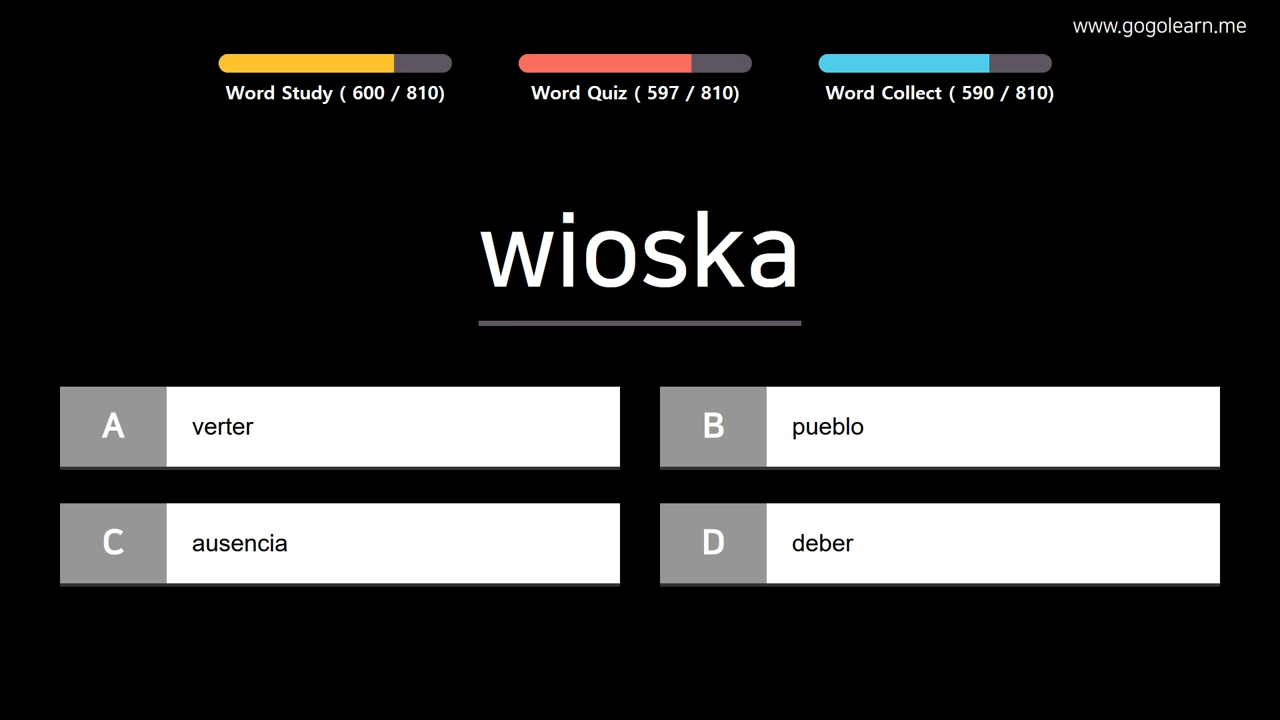 www.gogolearn.me
Word Study ( 600 / 810)
Word Quiz ( 597 / 810)
Word Collect ( 590 / 810)
wioska
A verter
B pueblo
C ausencia
D deber